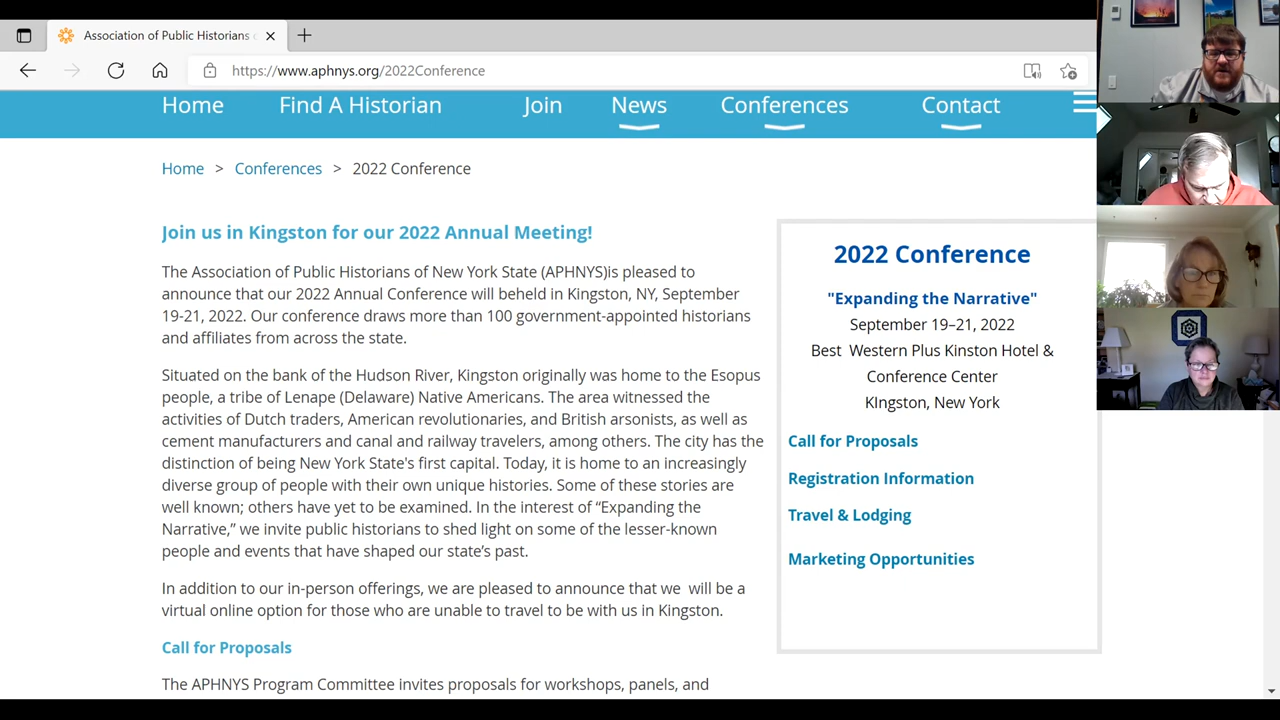 Association of Public Historians
https://www.aphnys.org/2022Conference
Home Find A Historian Join News Conferences Contact
Home > Conferences > 2022 Conference
Join us in Kingston for our 2022 Annual Meeting!
The Association of Public Historians of New York State (APHNYS)is pleased to
announce that our 2022 Annual Conference will beheld in Kingston, NY, September
19-21, 2022. Our conference draws more than 100 government-appointed historians
and affiliates from across the state.
Situated on the bank of the Hudson River, Kingston originally was home to the Esopus
people, a tribe of Lenape (Delaware) Native Americans. The area witnessed the
activities of Dutch traders, American revolutionaries, and British arsonists, as well as
cement manufacturers and canal and railway travelers, among others. The city has the
distinction of being New York State's first capital. Today, it is home to an increasingly
diverse group of people with their own unique histories. Some of these stories are
well known; others have yet to be examined. In the interest of “Expanding the
Narrative,” we invite public historians to shed light on some of the lesser-known
people and events that have shaped our state’s past.
In addition to our in-person offerings, we are pleased to announce that we will be a
virtual online option for those who are unable to travel to be with us in Kingston.
Call for Proposals
The APHNYS Program Committee invites proposals for workshops, panels, and
2022 Conference
"Expanding the Narrative"
September 19–21, 2022
Best Western Plus Kinston Hotel &
Conference Center
KIngston, New York
Call for Proposals
Registration Information
Travel & Lodging
Marketing Opportunities